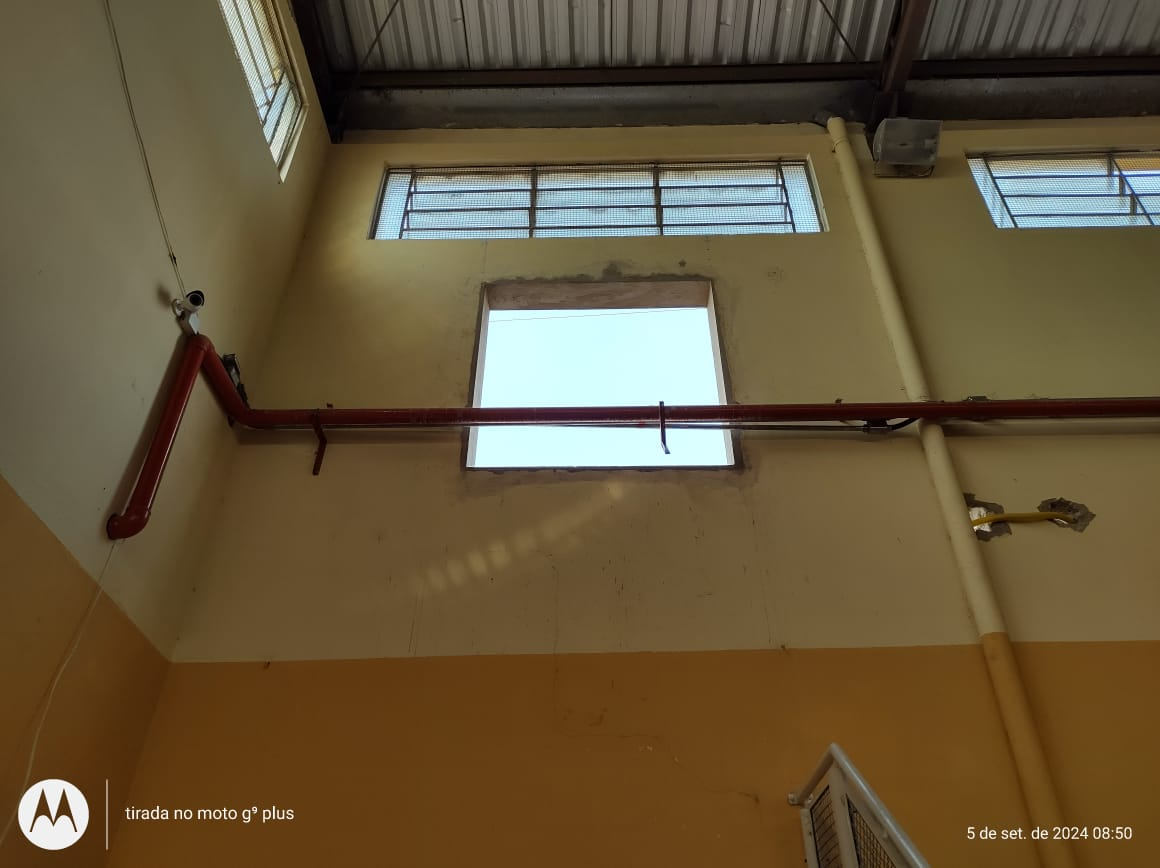 tirada no moto g⁹ plus
5 de set. de 2024 08:50